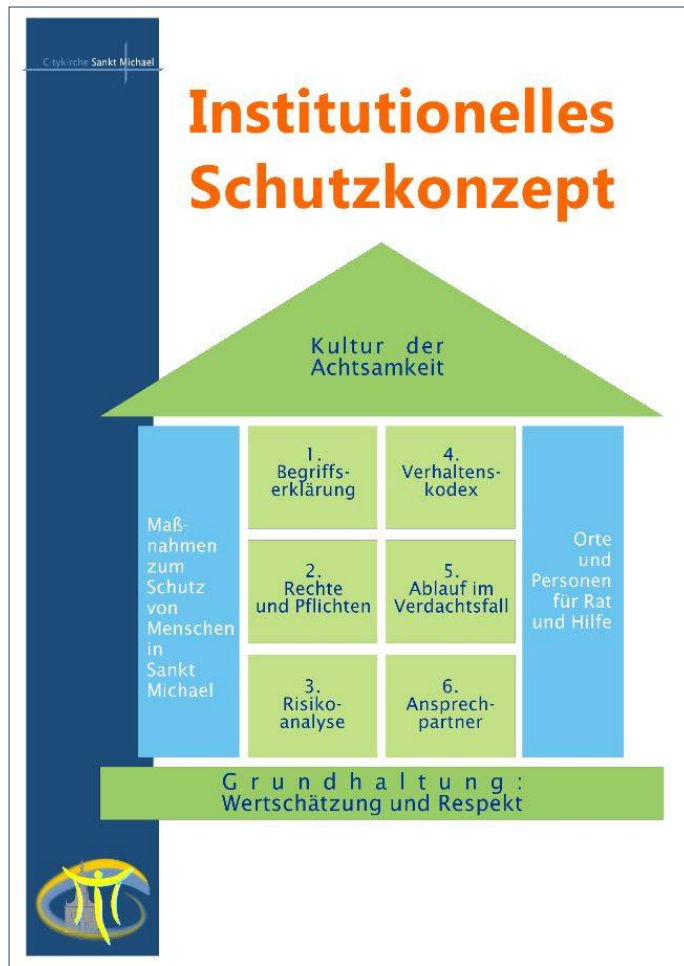 Citykirche Sankt Michael
Institutionelles
Schutzkonzept
Kultur der
Achtsamkeit
Maß-
nahmen
zum
Schutz
von
Menschen
in
Sankt
Michael
1.
Begriffs-
erklärung
4.
Verhaltens-
kodex
2.
Rechte
und Pflichten
5.
Ablauf im
Verdachtsfall
3.
Risiko-
analyse
6.
Ansprech-
partner
Orte
und
Personen
für Rat
und Hilfe
Grundhaltung:
Wertschätzung und Respekt